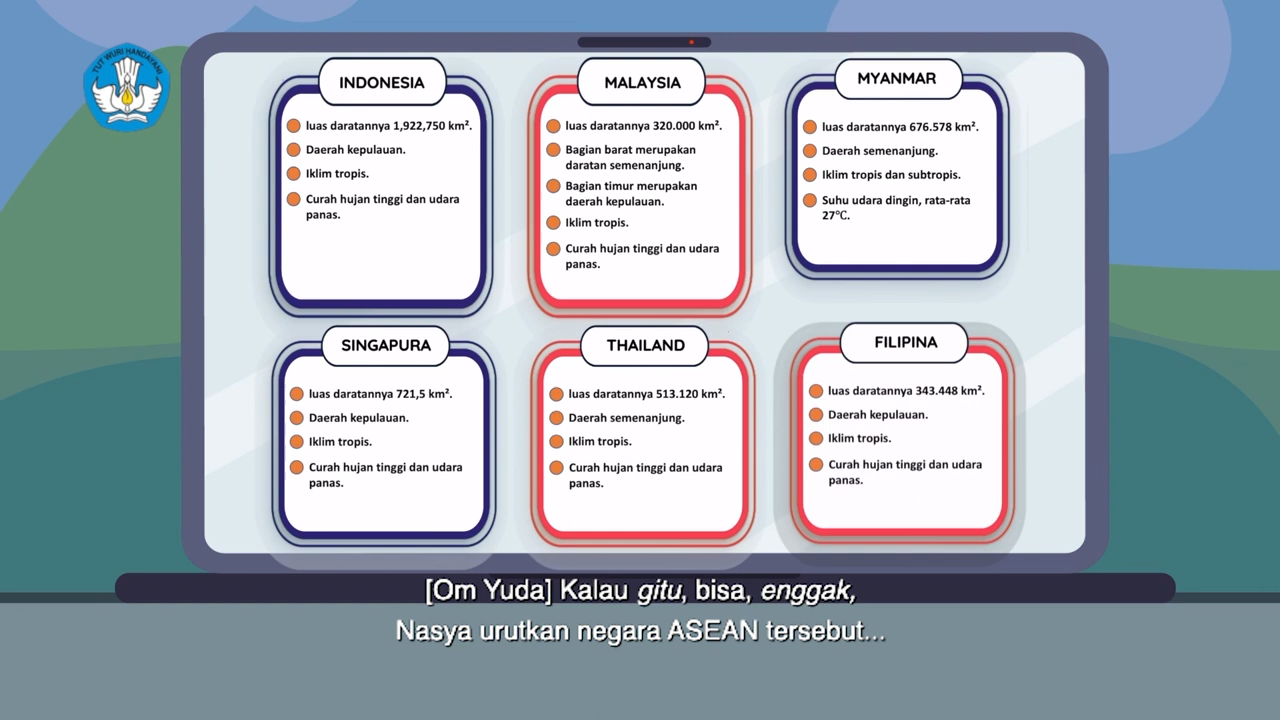 TUT WURI HANDAYANI
INDONESIA
luas daratannya 1,922,750 km².
Daerah kepulauan.
Iklim tropis.
Curah hujan tinggi dan udara
panas.
MALAYSIA
luas daratannya 320.000 km².
Bagian barat merupakan
daratan semenanjung.
Bagian timur merupakan
daerah kepulauan.
Iklim tropis.
Curah hujan tinggi dan udara
panas.
MYANMAR
luas daratannya 676.578 km².
Daerah semenanjung.
Iklim tropis dan subtropis.
Suhu udara dingin, rata-rata
27℃.
SINGAPURA
luas daratannya 721,5 km².
Daerah kepulauan.
Iklim tropis.
Curah hujan tinggi dan udara
panas.
THAILAND
luas daratannya 513.120 km².
Daerah semenanjung.
Iklim tropis.
Curah hujan tinggi dan udara
panas.
FILIPINA
luas daratannya 343.448 km².
Daerah kepulauan.
Iklim tropis.
Curah hujan tinggi dan udara
panas.
[Om Yuda] Kalau gitu, bisa, enggak,
Nasya urutkan negara ASEAN tersebut...